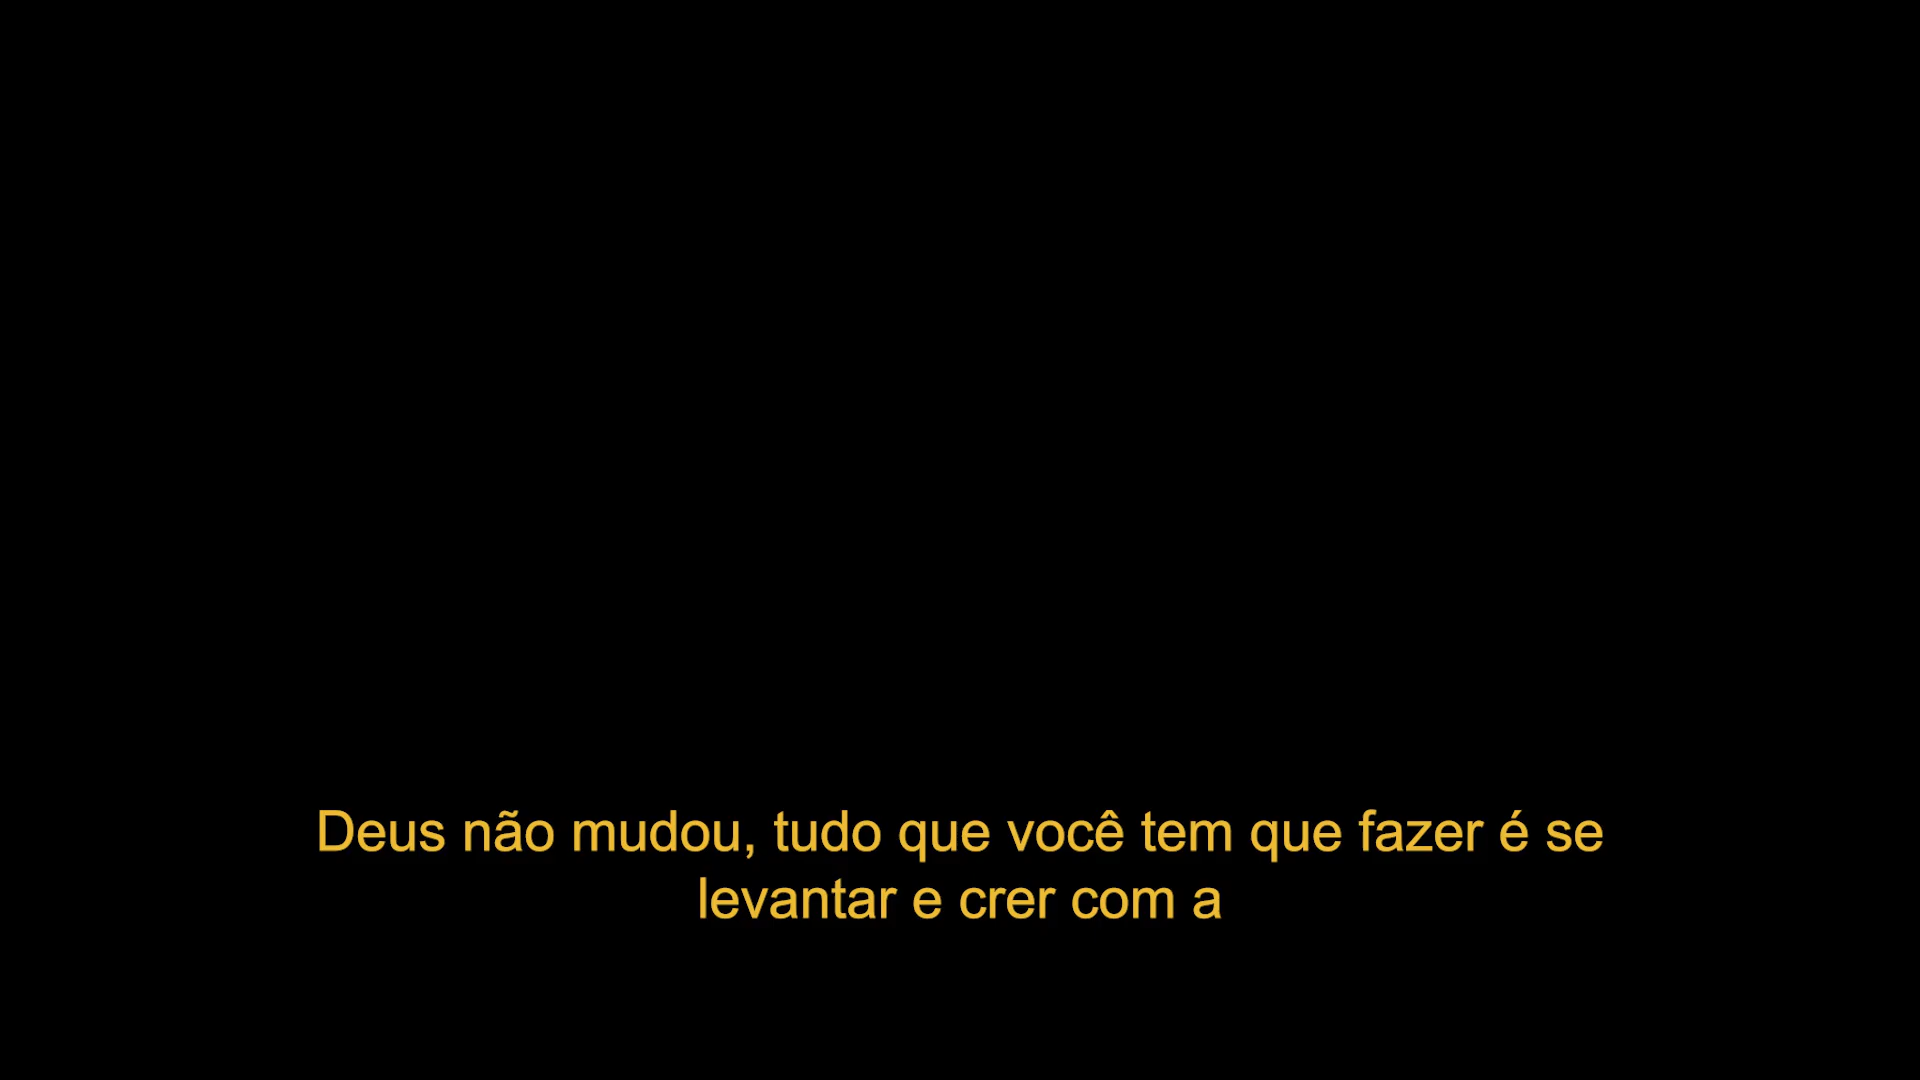 Deus não mudou, tudo que você tem que fazer é se
levantar e crer com a